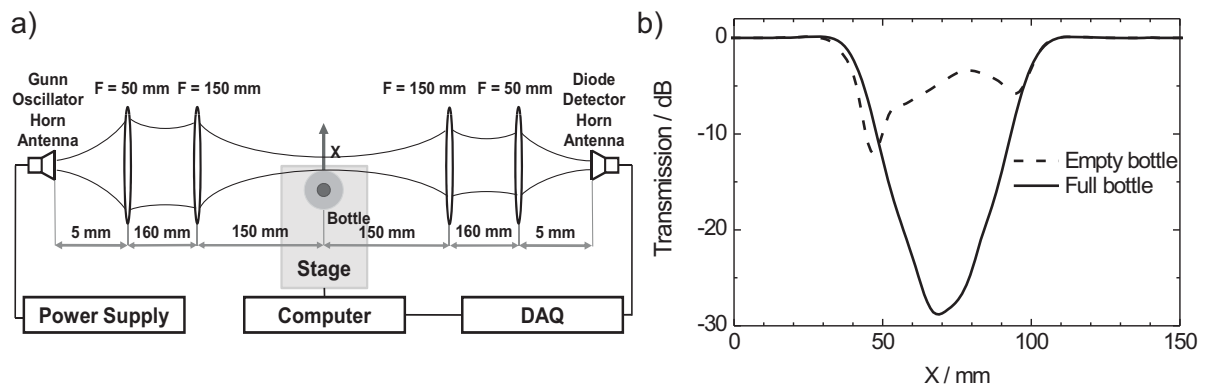 a)
Gunn
Oscillator
Horn
Antenna
F = 50 mm
F = 150 mm
F = 150 mm
F = 50 mm
Diode
Detector
Horn
Antenna
X
Bottle
5 mm
160 mm
150 mm
150 mm
160 mm
5 mm
Stage
Power Supply
Computer
DAQ
b)
Transmission / dB
0
-10
-20
-30
Empty bottle
Full bottle
0
50
100
150
X / mm